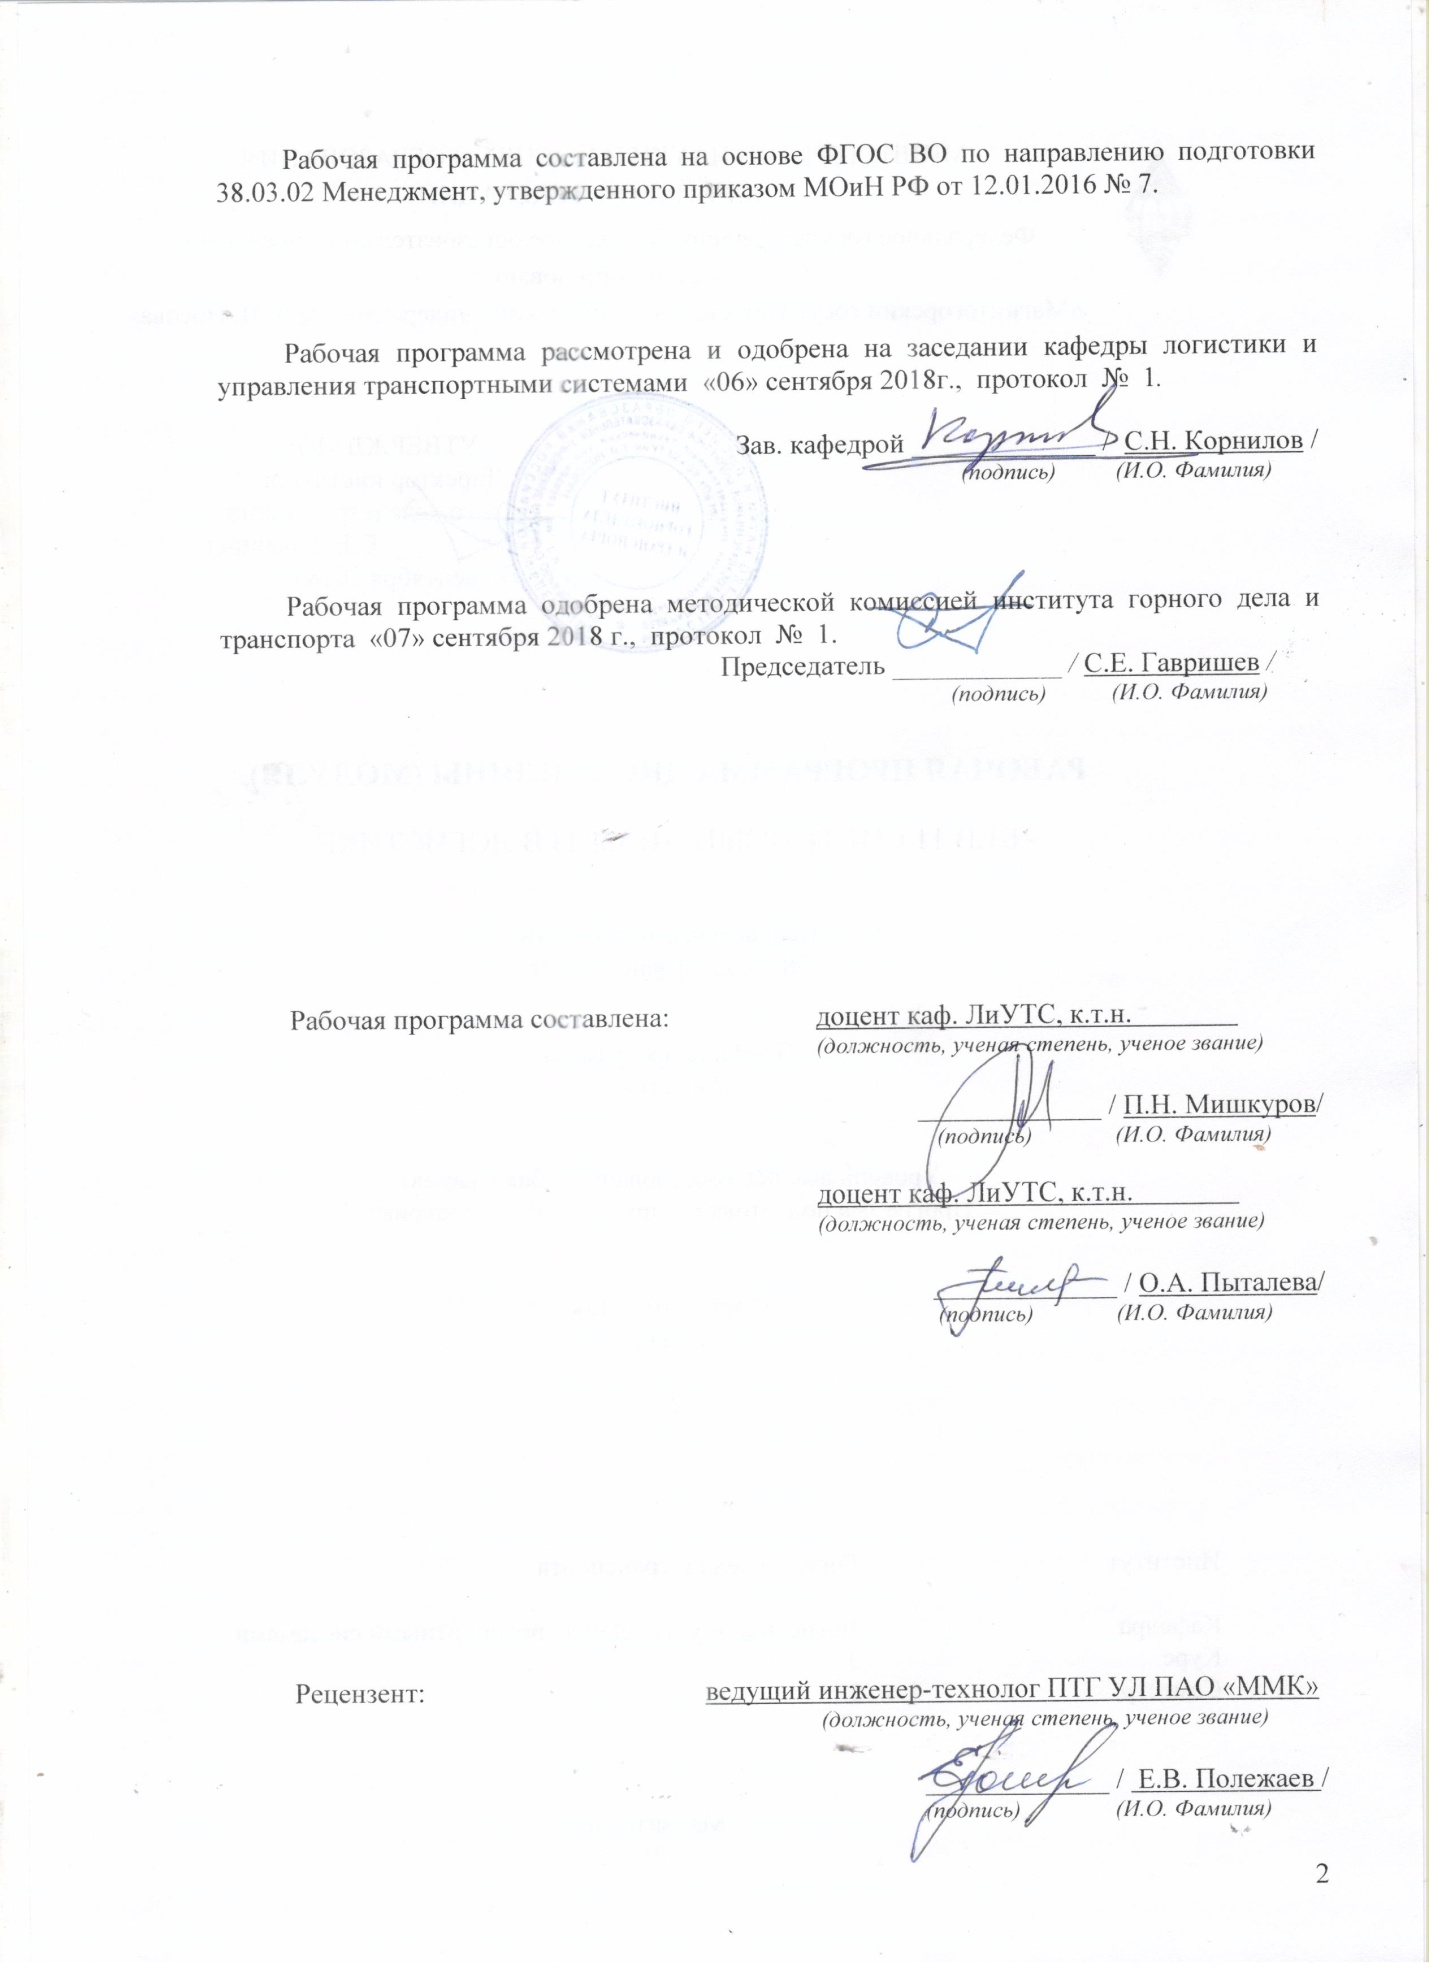 Рабочая программа составлена на основе ФГОС ВО по направлению подготовки
38.03.02 Менеджмент, утвержденного приказом МОиН РФ от 12.01.2016 № 7.
Рабочая программа рассмотрена и одобрена на заседании кафедры логистики и
управления транспортными системами «06» сентября 2018г., протокол № 1.
Зав. кафедрой / С.Н. Корнилов /
(подпись) (И.О. Фамилия)
Рабочая программа одобрена методической комиссией института горного дела и
транспорта «07» сентября 2018 г., протокол № 1.
Председатель ____________ / С.Е. Гавришев /
(подпись) (И.О. Фамилия)
Рабочая программа составлена: доцент каф. ЛиУТС, к.т.н.
(должность, ученая степень, ученое звание)
_____________ / П.Н. Мишкуров/
(подпись) (И.О. Фамилия)
доцент каф. ЛиУТС, к.т.н.
(должность, ученая степень, ученое звание)
_____________ / О.А. Пыталева/
(подпись) (И.О. Фамилия)
Рецензент: ведущий инженер-технолог ПТГ УЛ ПАО «ММК»
(должность, ученая степень, ученое звание)
_____________ / Е.В. Полежаев /
(подпись) (И.О. Фамилия)
2